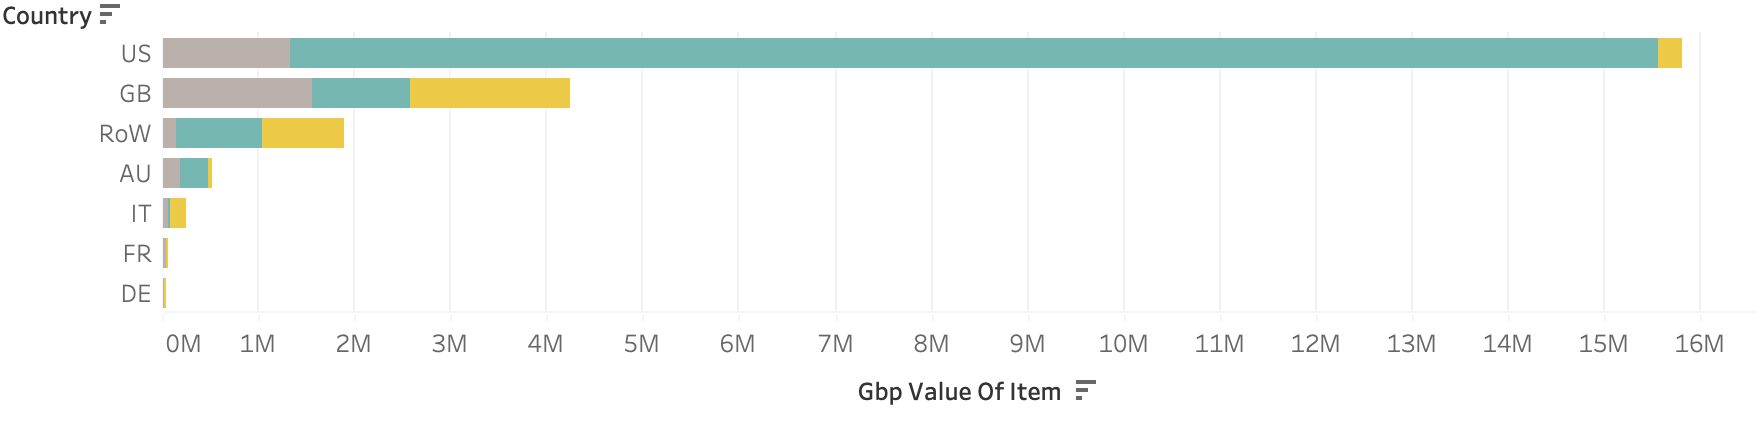 Country
US
GB
RoW
AU
IT
FR
DE
0M 1M 2M 3M 4M 5M 6M 7M 8M 9M 10M 11M 12M 13M 14M 15M 16M
Gbp Value Of Item